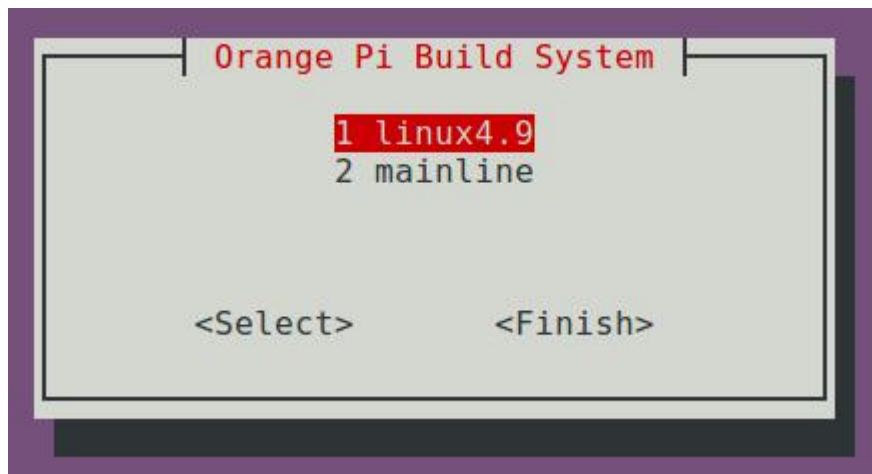 Orange Pi Build System
1 linux4.9
2 mainline
<Select> <Finish>